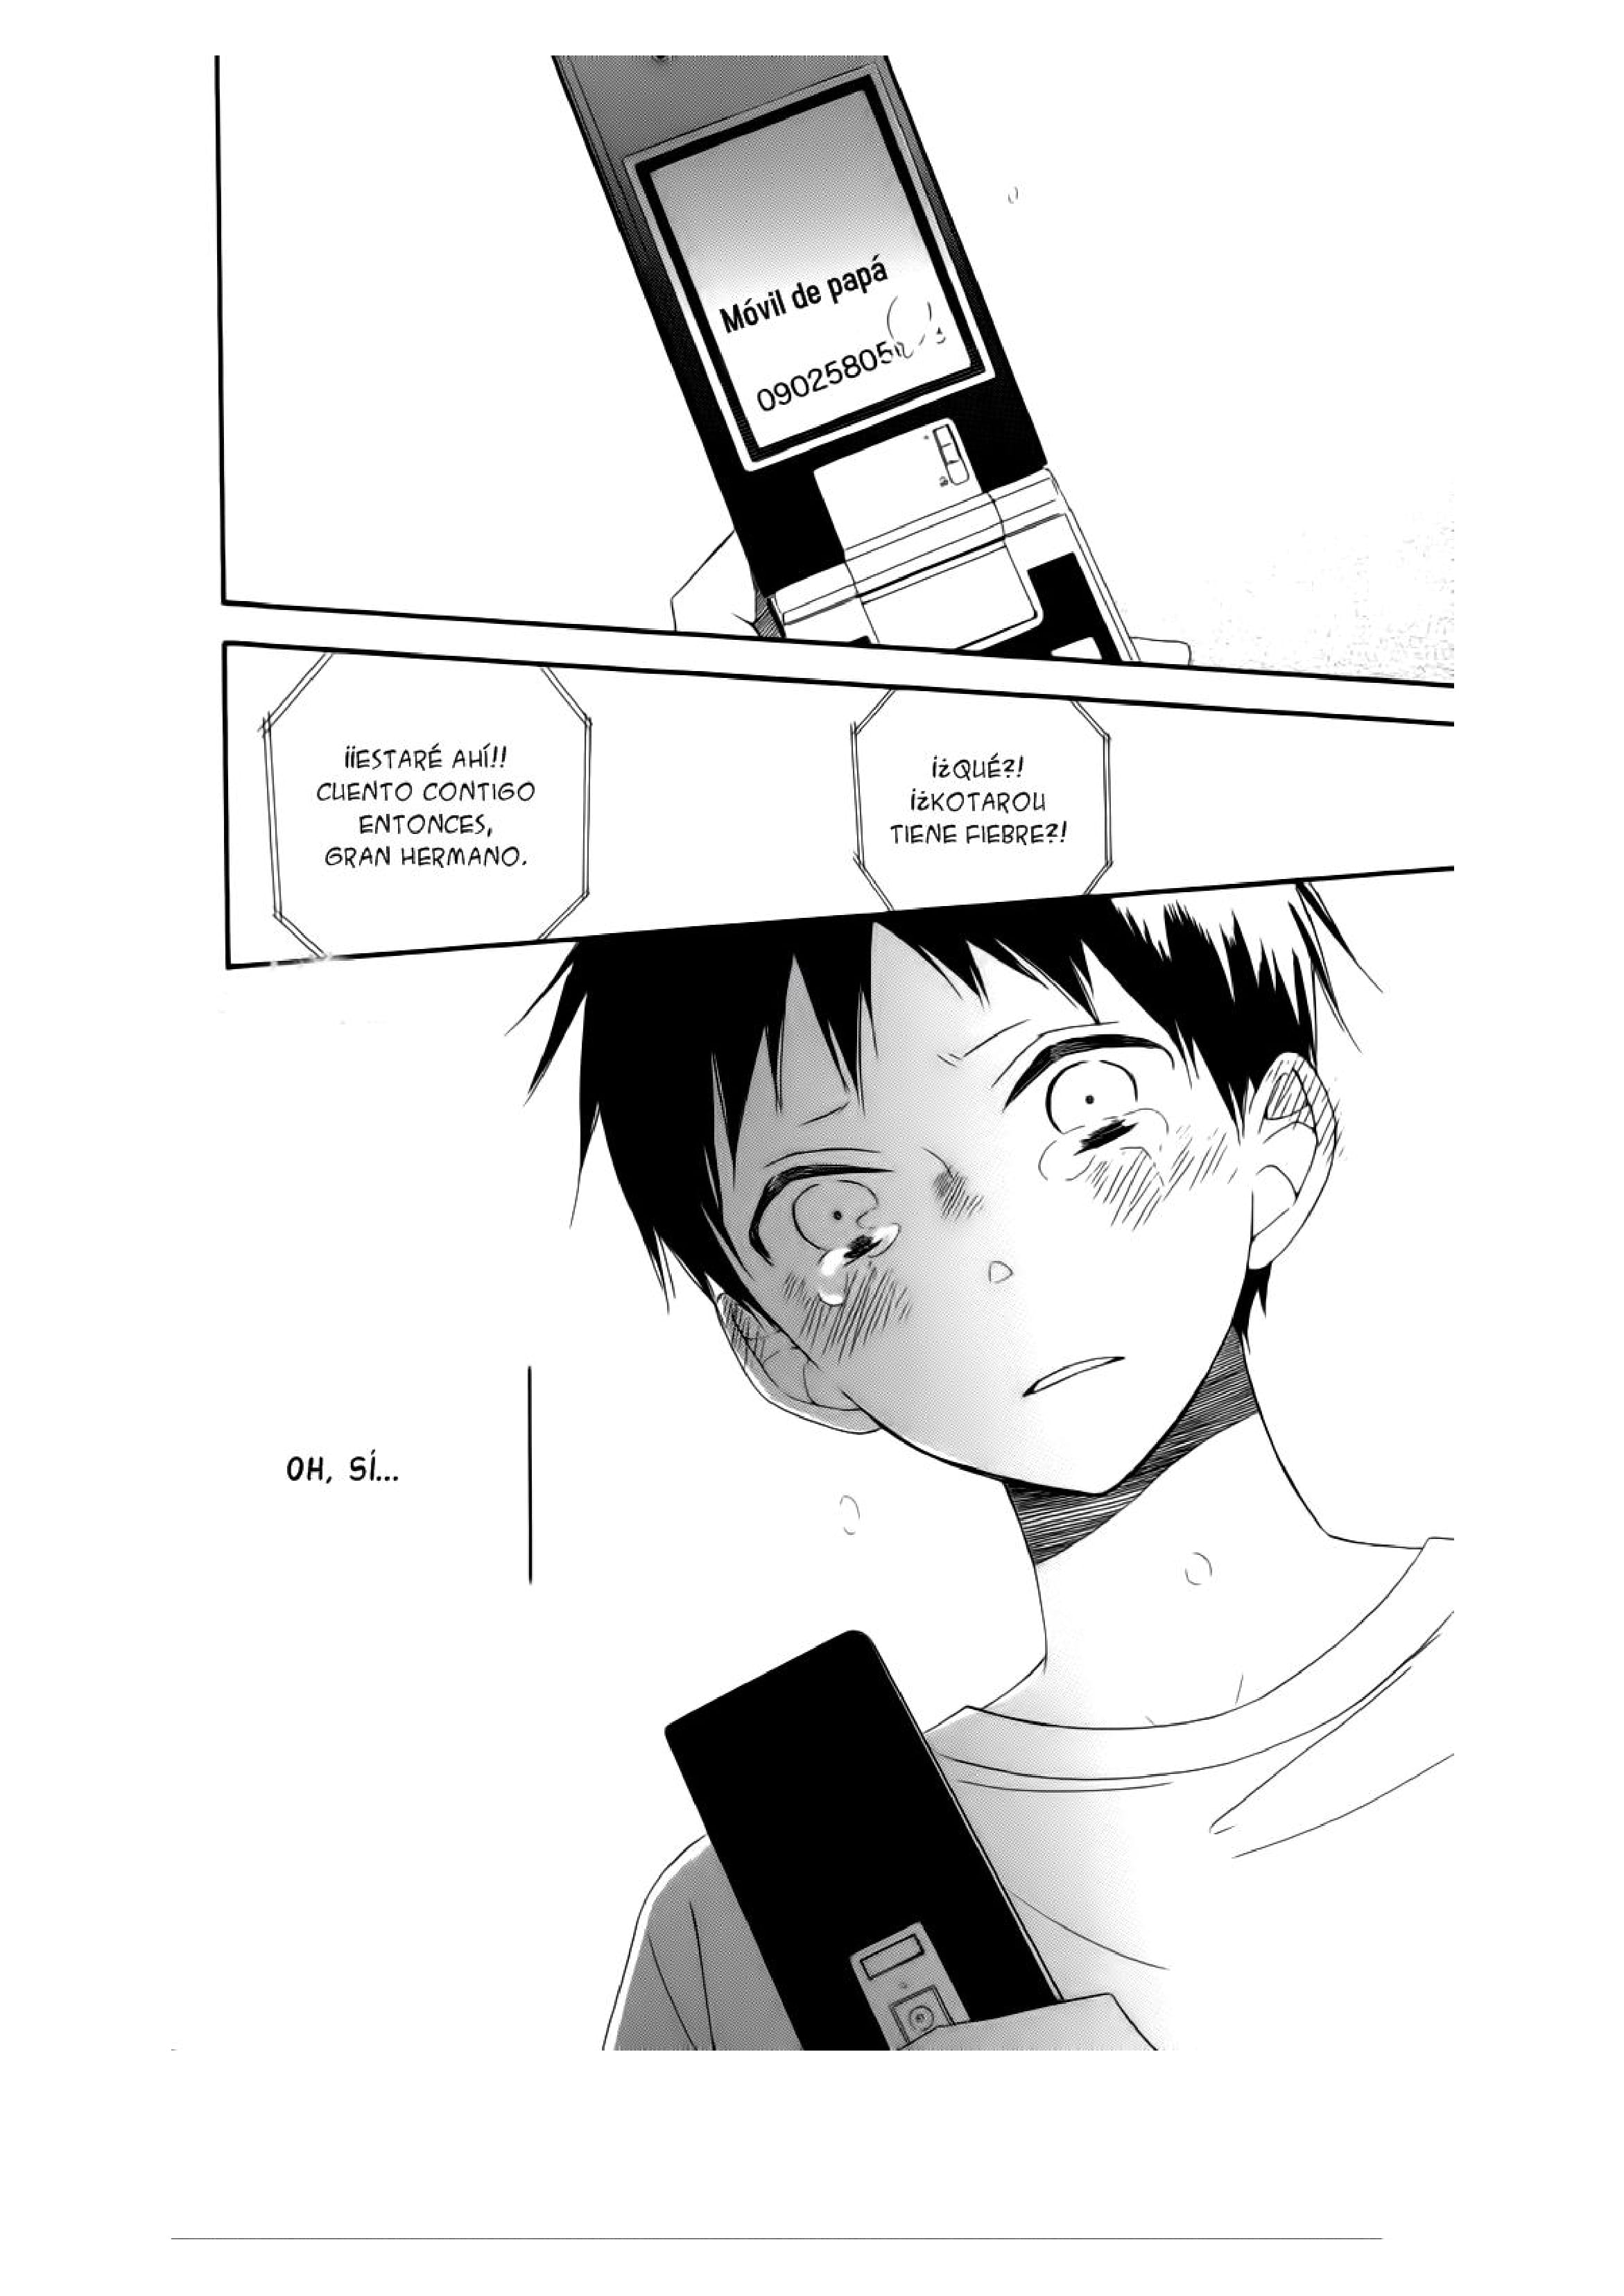 Móvil de papá
09025805
¡¿QUÉ?!
¡¿KOTAROU
TIENE FIEBRE?!
¡¡ESTARÉ AHÍ!!
CUENTO CONTIGO
ENTONCES,
GRAN HERMANO.
OH, SÍ...